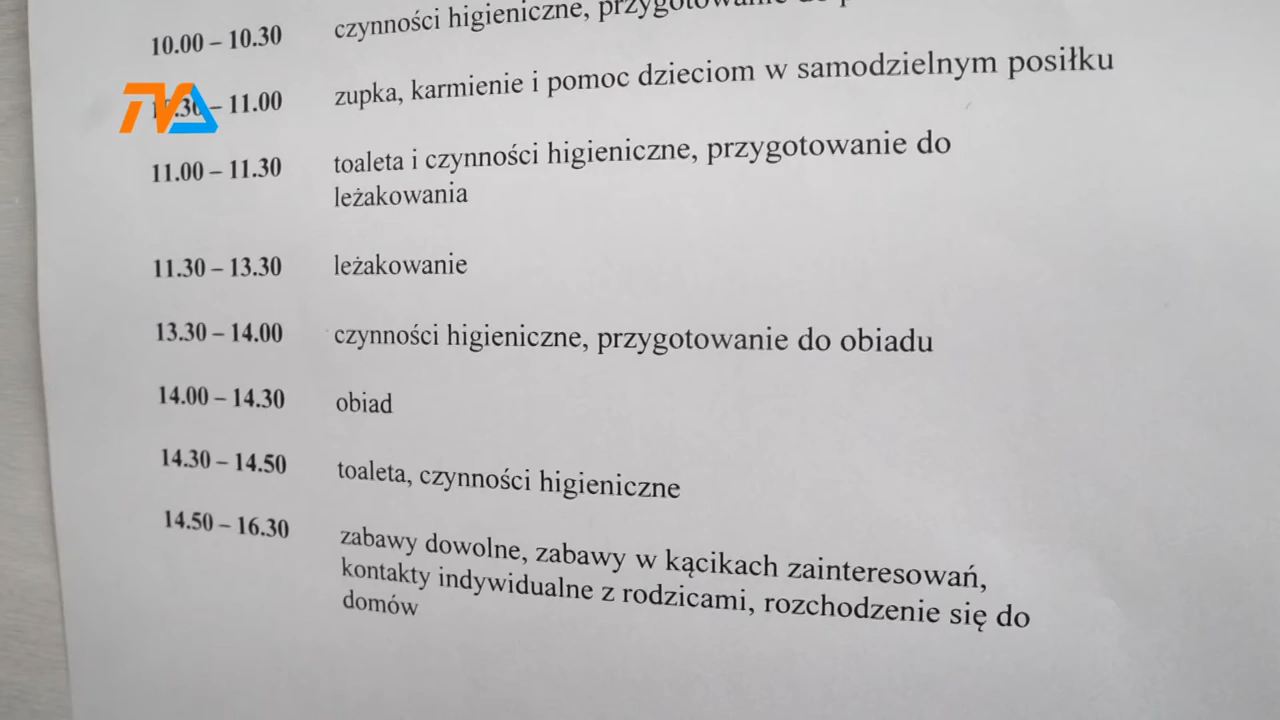 10.00 – 10.30 czynności higieniczne, przygotowanie do
TVA – 11.00 zupka, karmienie i pomoc dzieciom w samodzielnym posiłku
11.00 – 11.30 toaleta i czynności higieniczne, przygotowanie do
leżakowania
11.30 – 13.30 leżakowanie
13.30 – 14.00 czynności higieniczne, przygotowanie do obiadu
14.00 – 14.30 obiad
14.30 – 14.50 toaleta, czynności higieniczne
14.50 – 16.30 zabawy dowolne, zabawy w kącikach zainteresowań,
kontakty indywidualne z rodzicami, rozchodzenie się do
domów